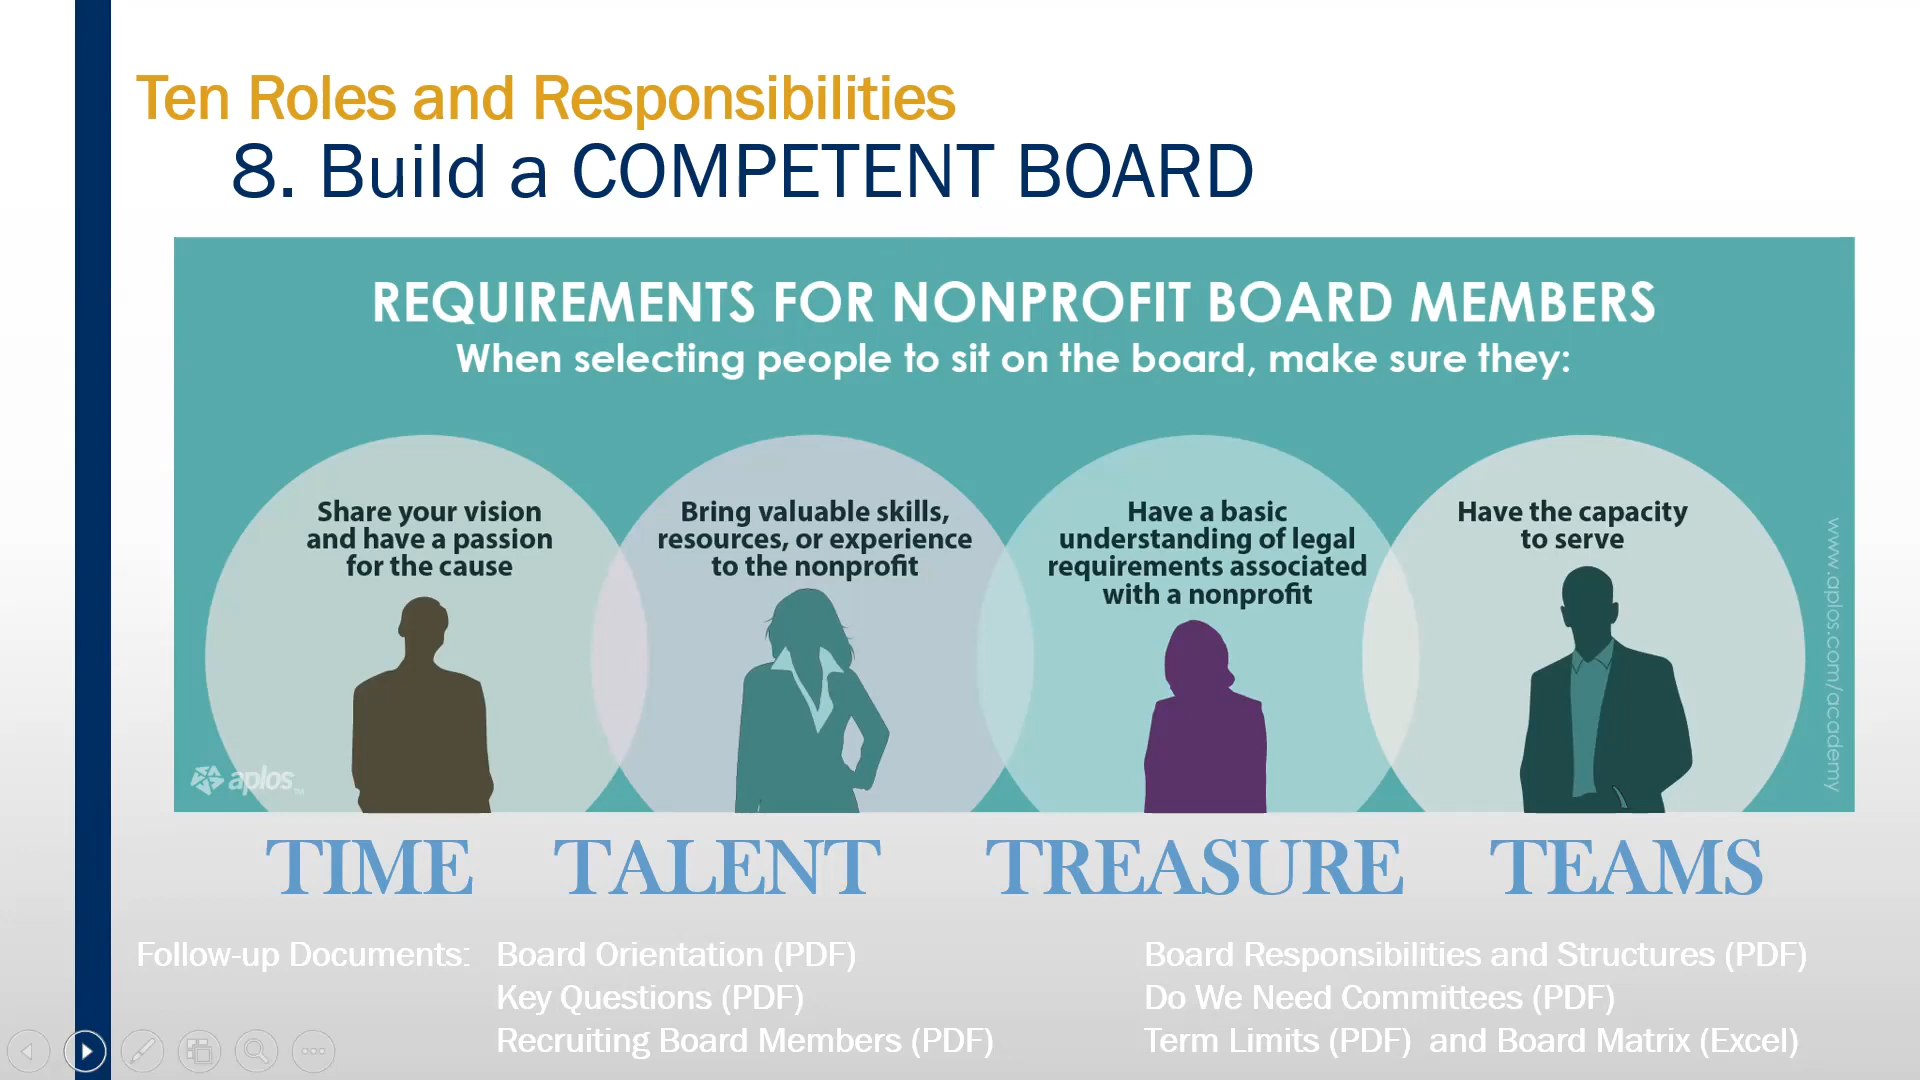 Ten Roles and Responsibilities
8. Build a COMPETENT BOARD
REQUIREMENTS FOR NONPROFIT BOARD MEMBERS
When selecting people to sit on the board, make sure they:
Share your vision
and have a passion
for the cause
Bring valuable skills,
resources, or experience
to the nonprofit
Have a basic
understanding of legal
requirements associated
with a nonprofit
Have the capacity
to serve
www.aplos.com/academy
aplos™
TIME
TALENT
TREASURE
TEAMS
Follow-up Documents:
Board Orientation (PDF)
Key Questions (PDF)
Recruiting Board Members (PDF)
Board Responsibilities and Structures (PDF)
Do We Need Committees (PDF)
Term Limits (PDF) and Board Matrix (Excel)